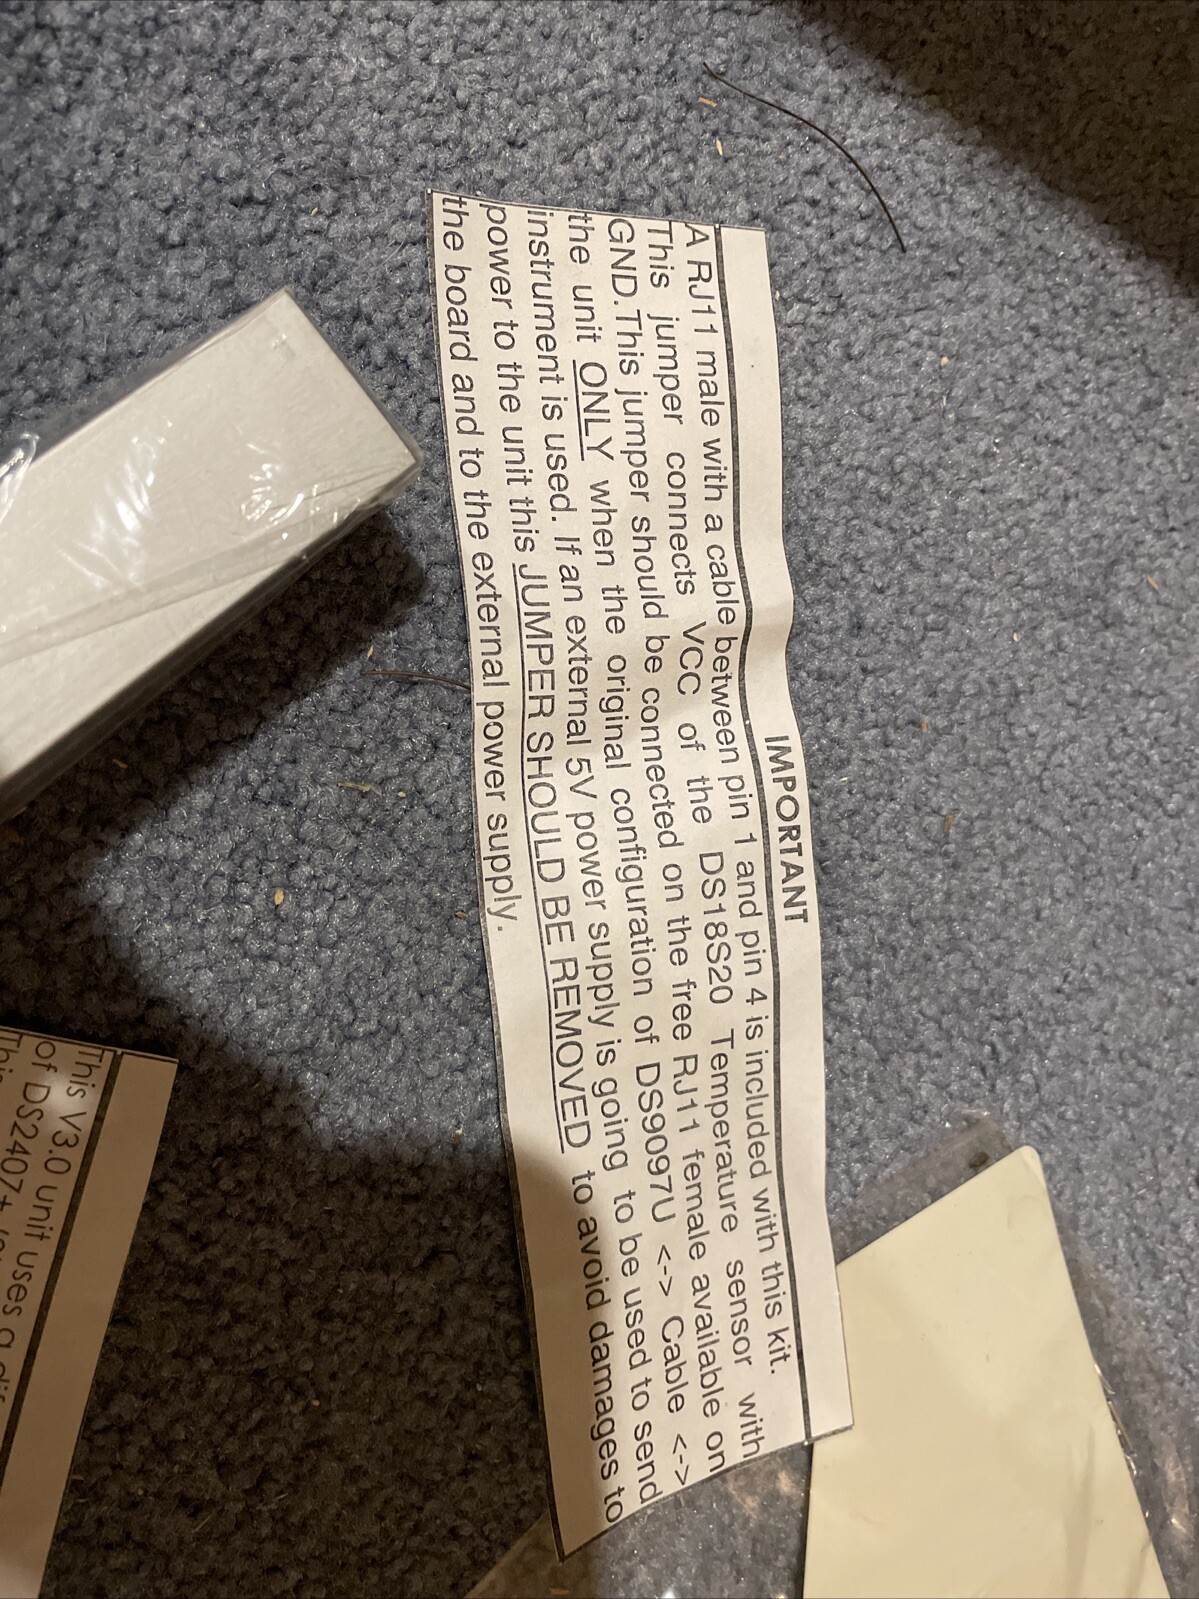 IMPORTANT
A RJ11 male with a cable between pin 1 and pin 4 is included with this kit.
This jumper connects VCC of the DS18S20 Temperature sensor with
GND.This jumper should be connected on the free RJ11 female available on
the unit ONLY when the original configuration of DS9097U <-> Cable <->
instrument is used. If an external 5V power supply is going to be used to send
power to the unit this JUMPER SHOULD BE REMOVED to avoid damages to
the board and to the external power supply.
This V3.0 unit uses a
of DS2407+